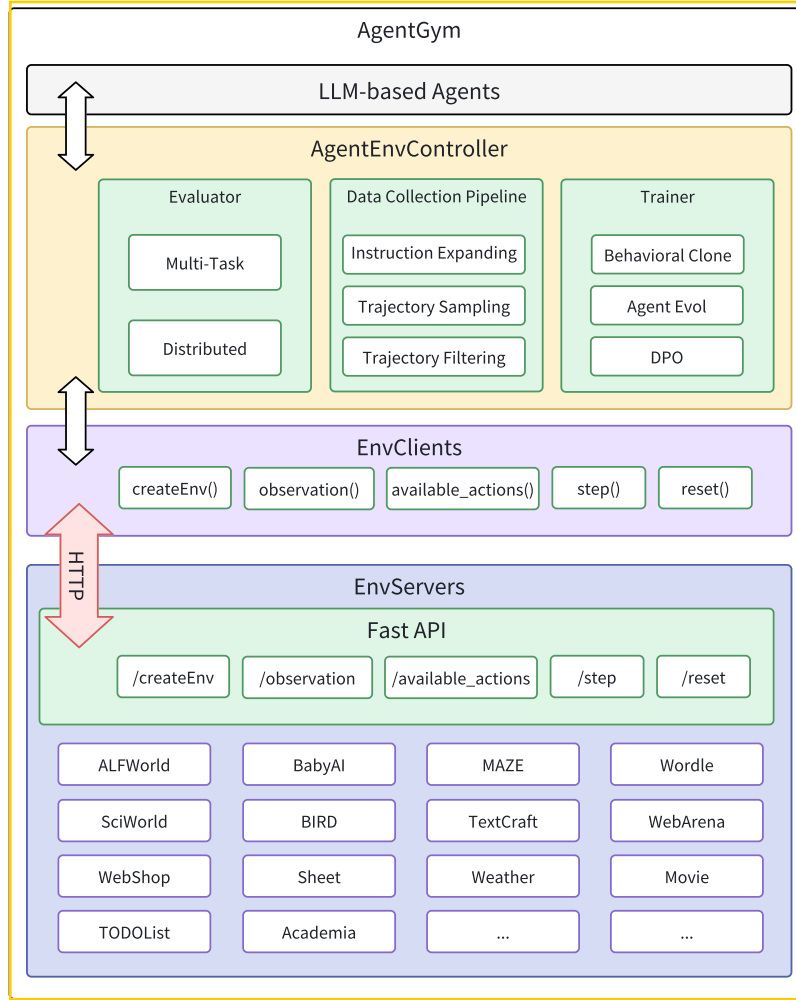 AgentGym
LLM-based Agents
AgentEnvController
Evaluator
Multi-Task
Distributed
Data Collection Pipeline
Instruction Expanding
Trajectory Sampling
Trajectory Filtering
Trainer
Behavioral Clone
Agent Evol
DPO
EnvClients
createEnv()
observation()
available_actions()
step()
reset()
HTTP
EnvServers
Fast API
/createEnv
/observation
/available_actions
/step
/reset
ALFWorld
BabyAI
MAZE
Wordle
SciWorld
BIRD
TextCraft
WebArena
WebShop
Sheet
Weather
Movie
TODOList
Academia
...
...